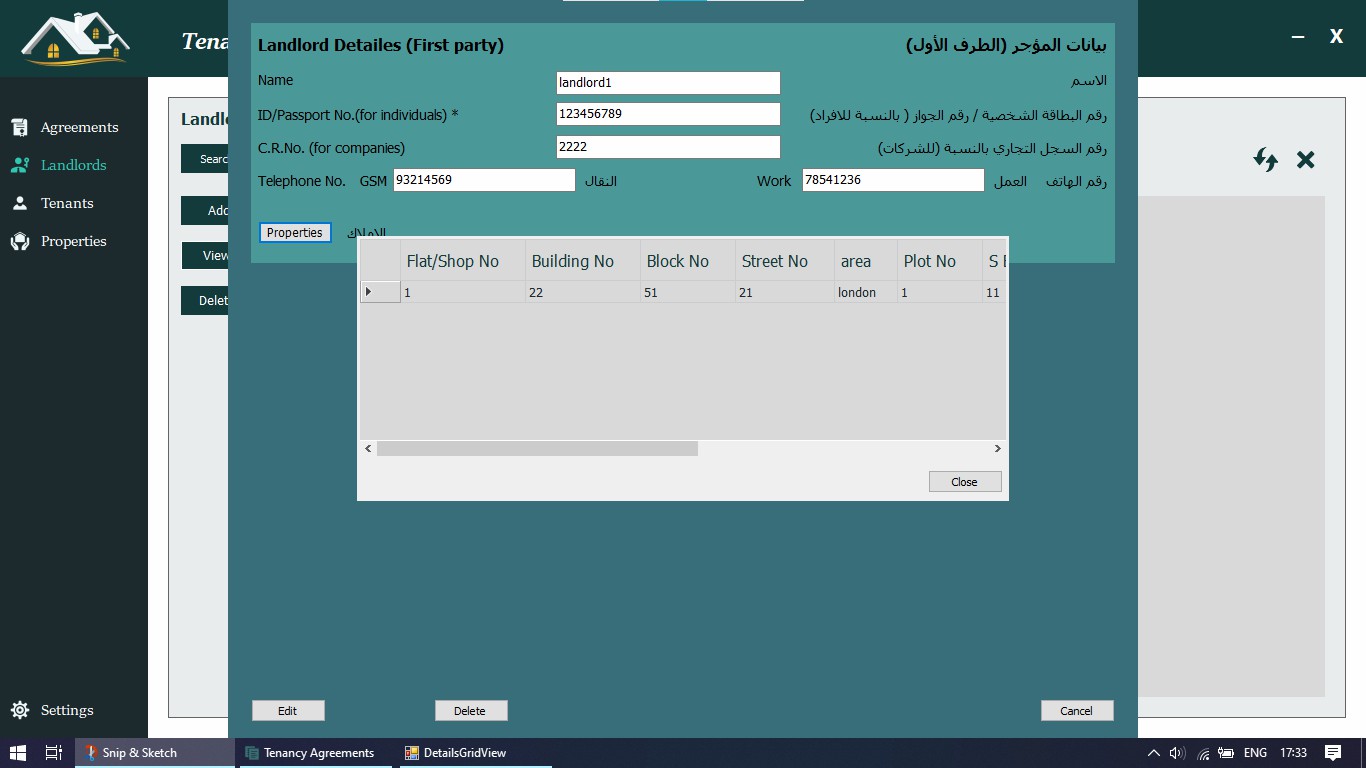 Tena
X
Agreements
Landlords
Tenants
Properties
Settings
Landl
Searc
Add
View
Delet
Landlord Detailes (First party)
بيانات المؤجر (الطرف الأول)
Name
landlord1
الاسم
ID/Passport No.(for individuals) *
123456789
رقم البطاقة الشخصية / رقم الجواز ( بالنسبة للافراد)
C.R.No. (for companies)
2222
رقم السجل التجاري بالنسبة (للشركات)
Telephone No. GSM 93214569 النقال Work 78541236 العمل رقم الهاتف
Properties
الاملاك
Flat/Shop No Building No Block No Street No area Plot No S
1 22 51 21 london 1 11
Close
Edit Delete Cancel
Snip & Sketch Tenancy Agreements DetailsGridView ENG 17:33